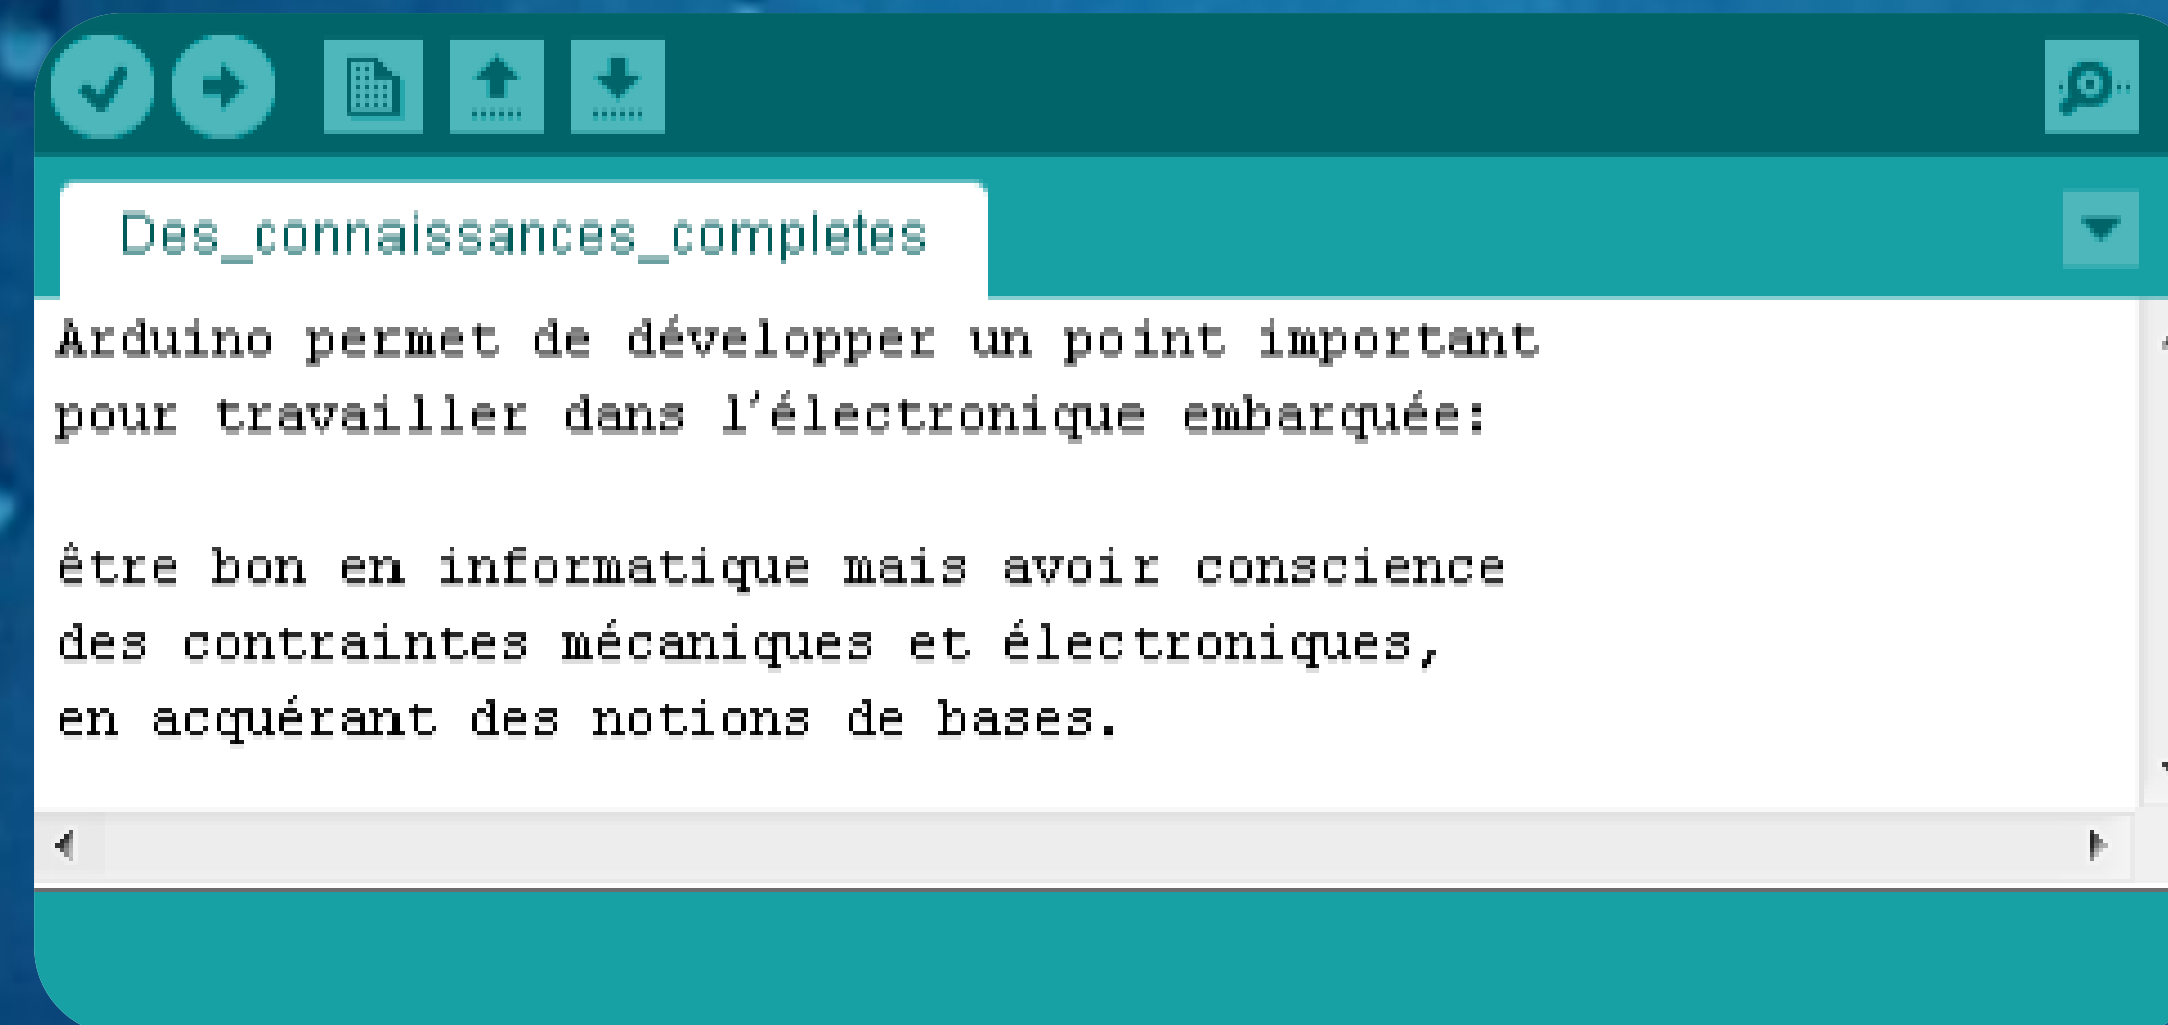 Des_connaissances_completes
Arduino permet de développer un point important
pour travailler dans l'électronique embarquée:
être bon en informatique mais avoir conscience
des contraintes mécaniques et électroniques,
en acquérant des notions de bases.